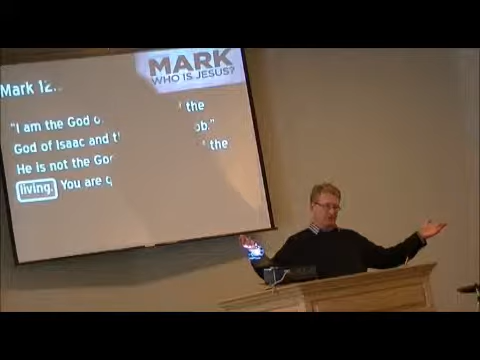 MARK
WHO IS JESUS?
Mark 12
"I am the God the
God of Isaac and ob."
He is not the the
living. You are